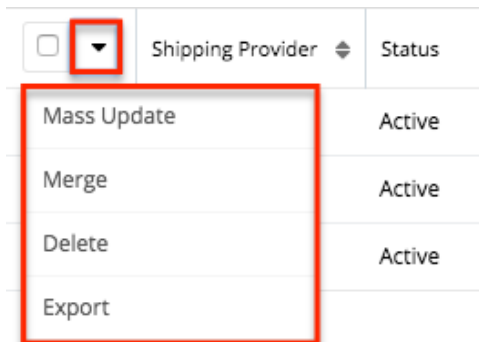 Shipping Provider Status
Mass Update Active
Merge Active
Delete Active
Export